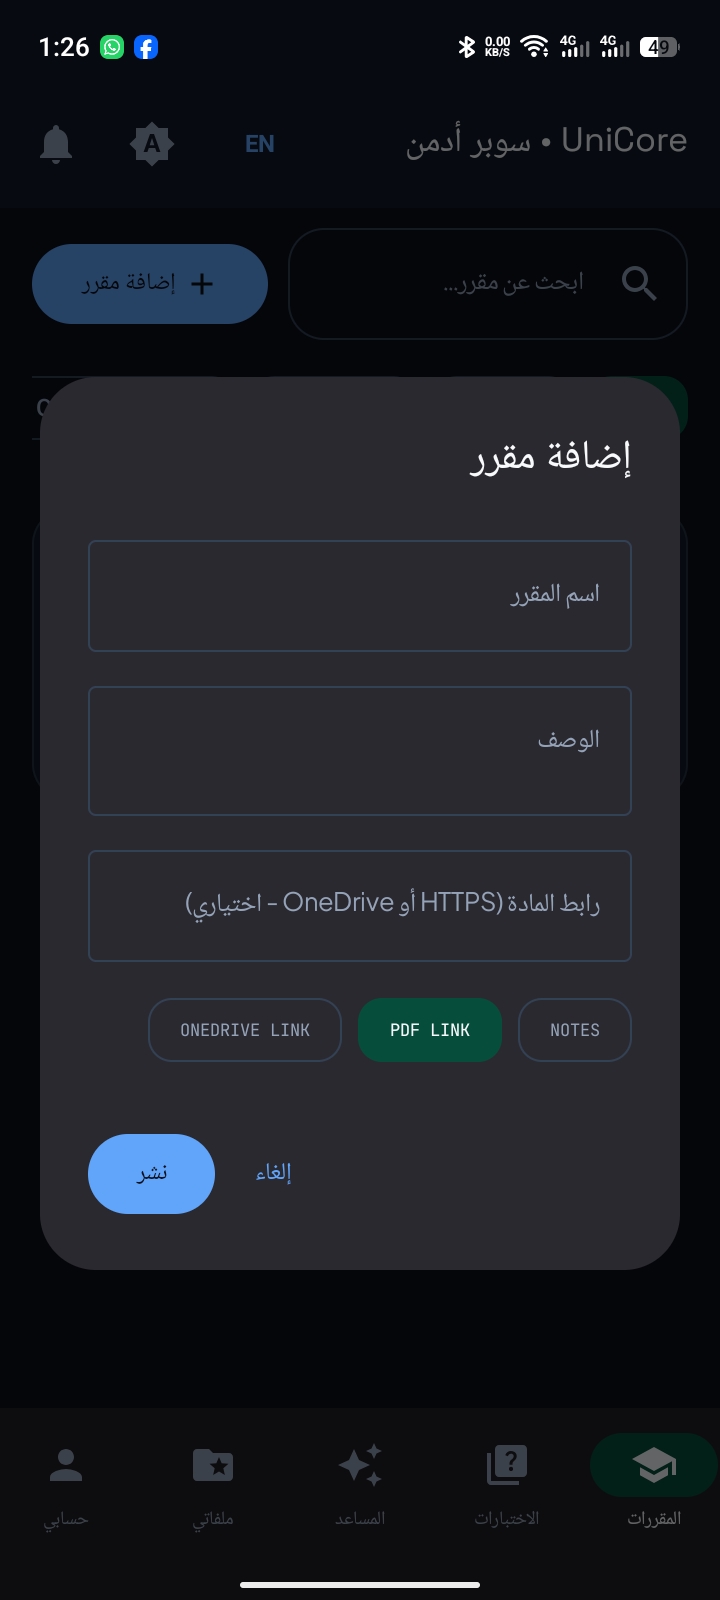 1:26
0.00 KB/S
4G 4G 49
UniCore • سوبر أدمن
EN
A
ابحث عن مقرر...
إضافة مقرر
إضافة مقرر
اسم المقرر
الوصف
رابط المادة (HTTPS أو OneDrive - اختياري)
NOTES
PDF LINK
ONEDRIVE LINK
إلغاء
نشر
المقررات
الاختبارات
المساعد
ملفاتي
حسابي